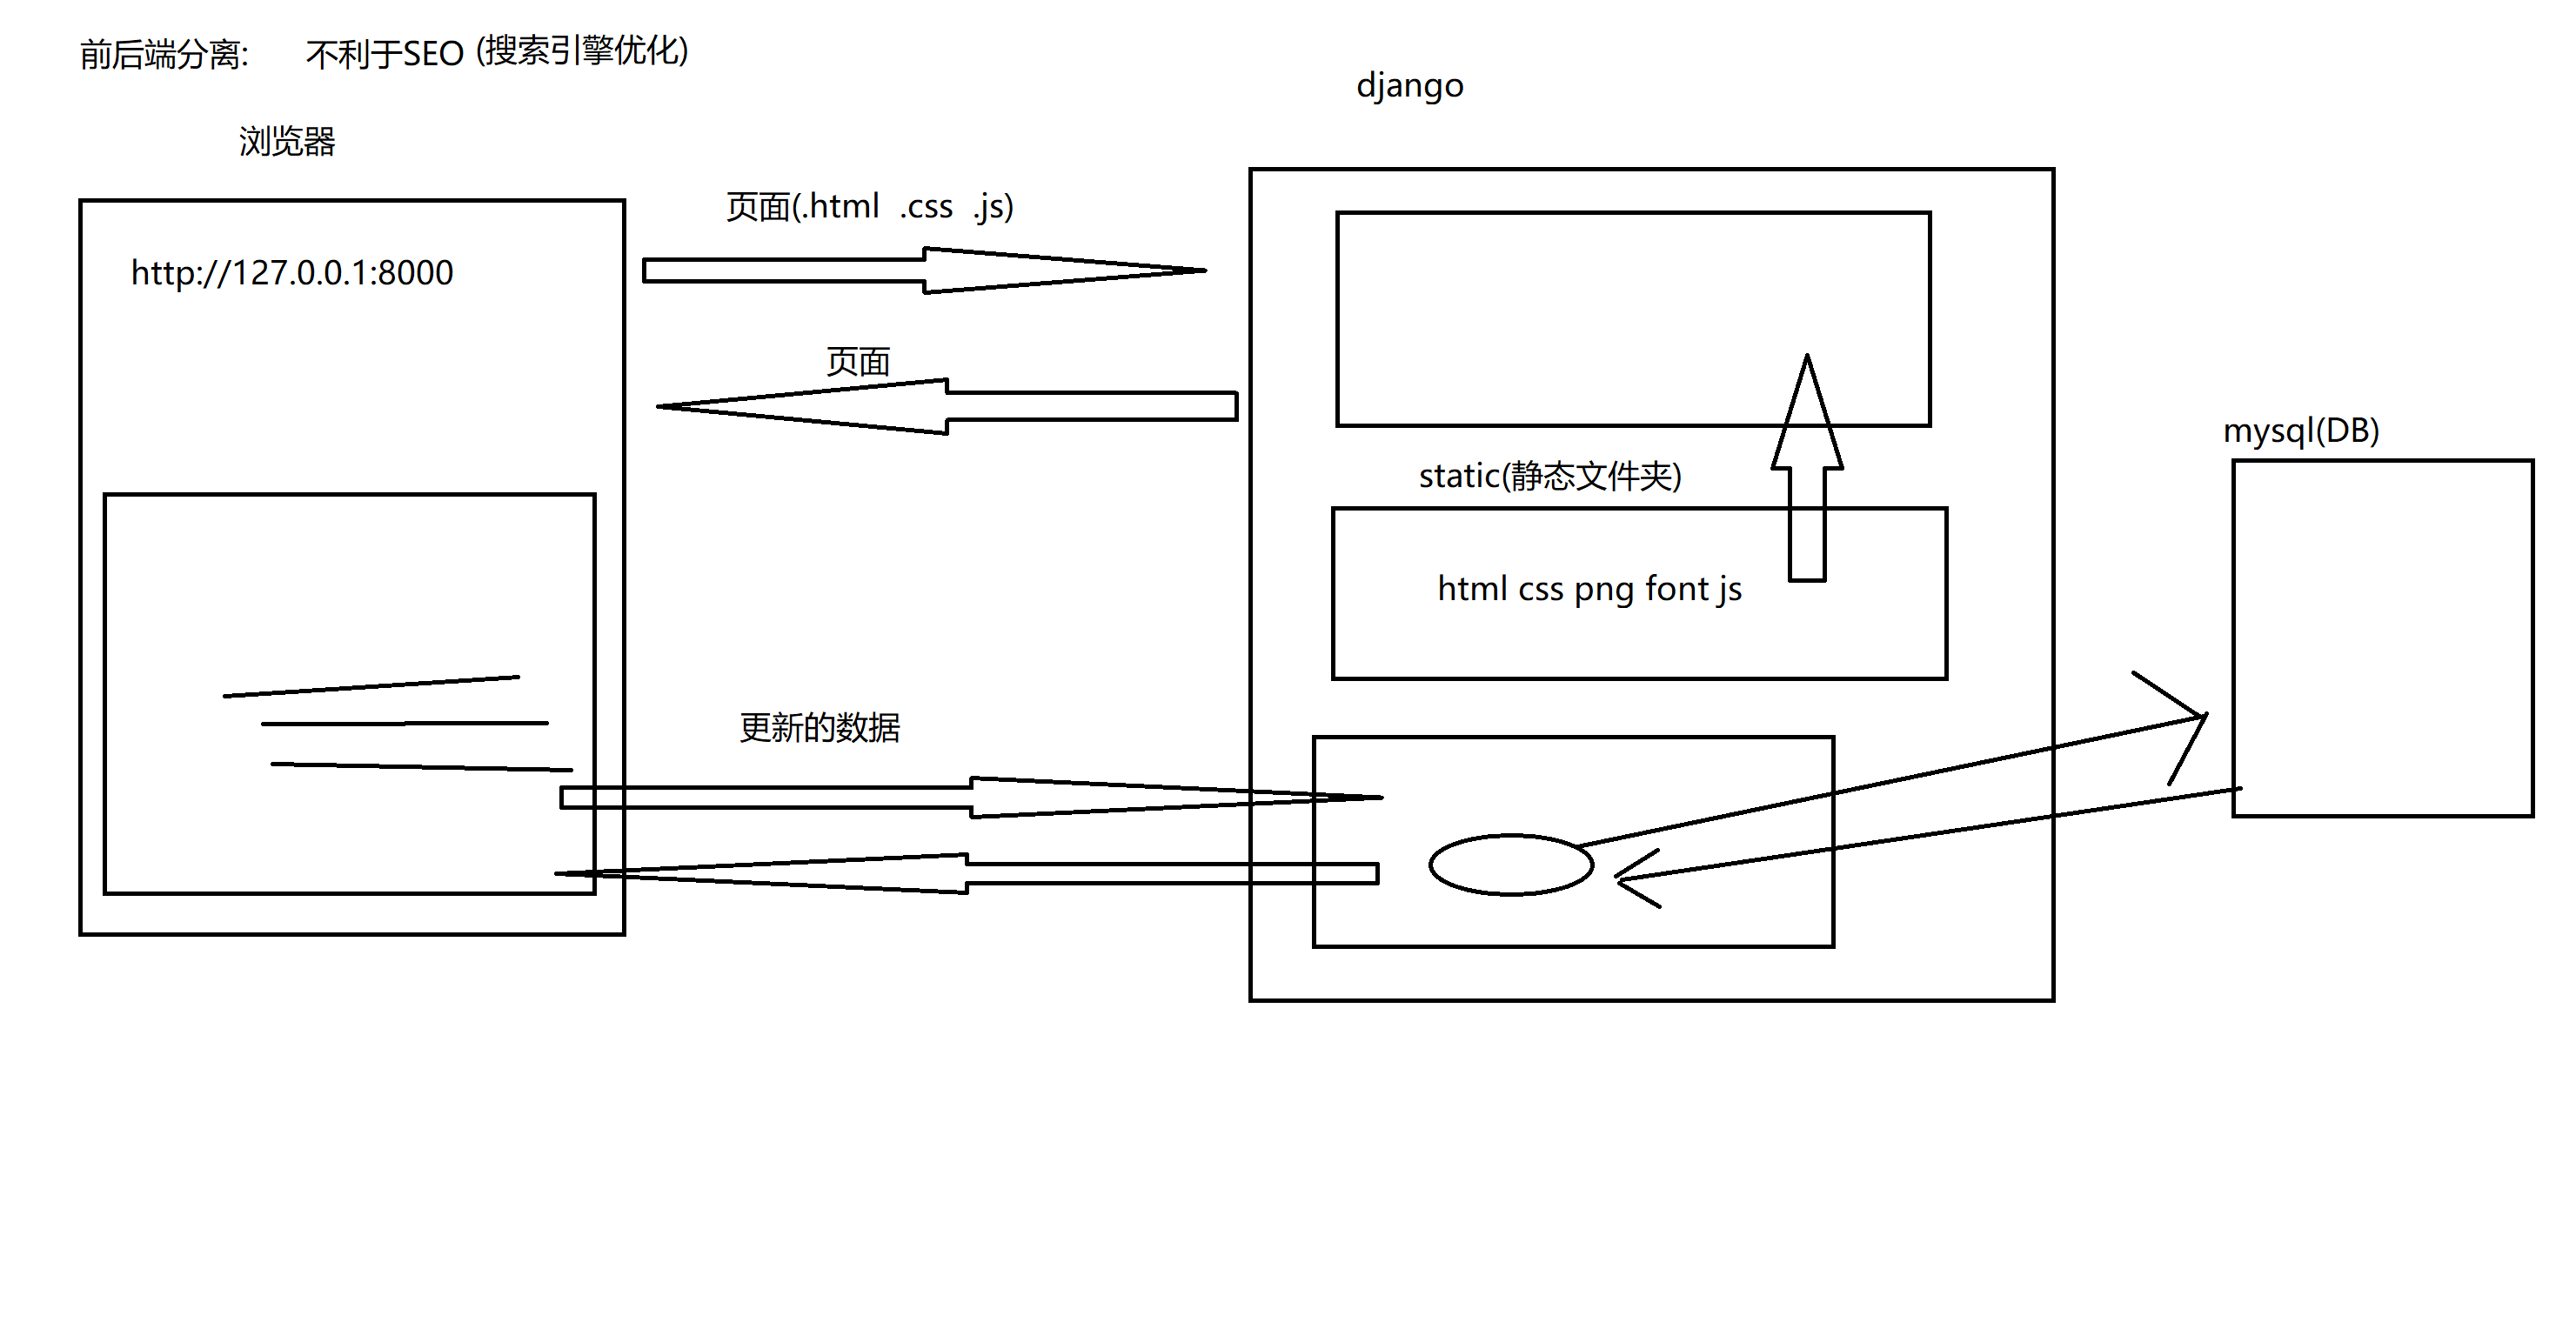 前后端分离: 不利于SEO (搜索引擎优化)
django
浏览器
页面(.html .css .js)
http://127.0.0.1:8000
页面
mysql(DB)
static(静态文件夹)
html css png font js
更新的数据